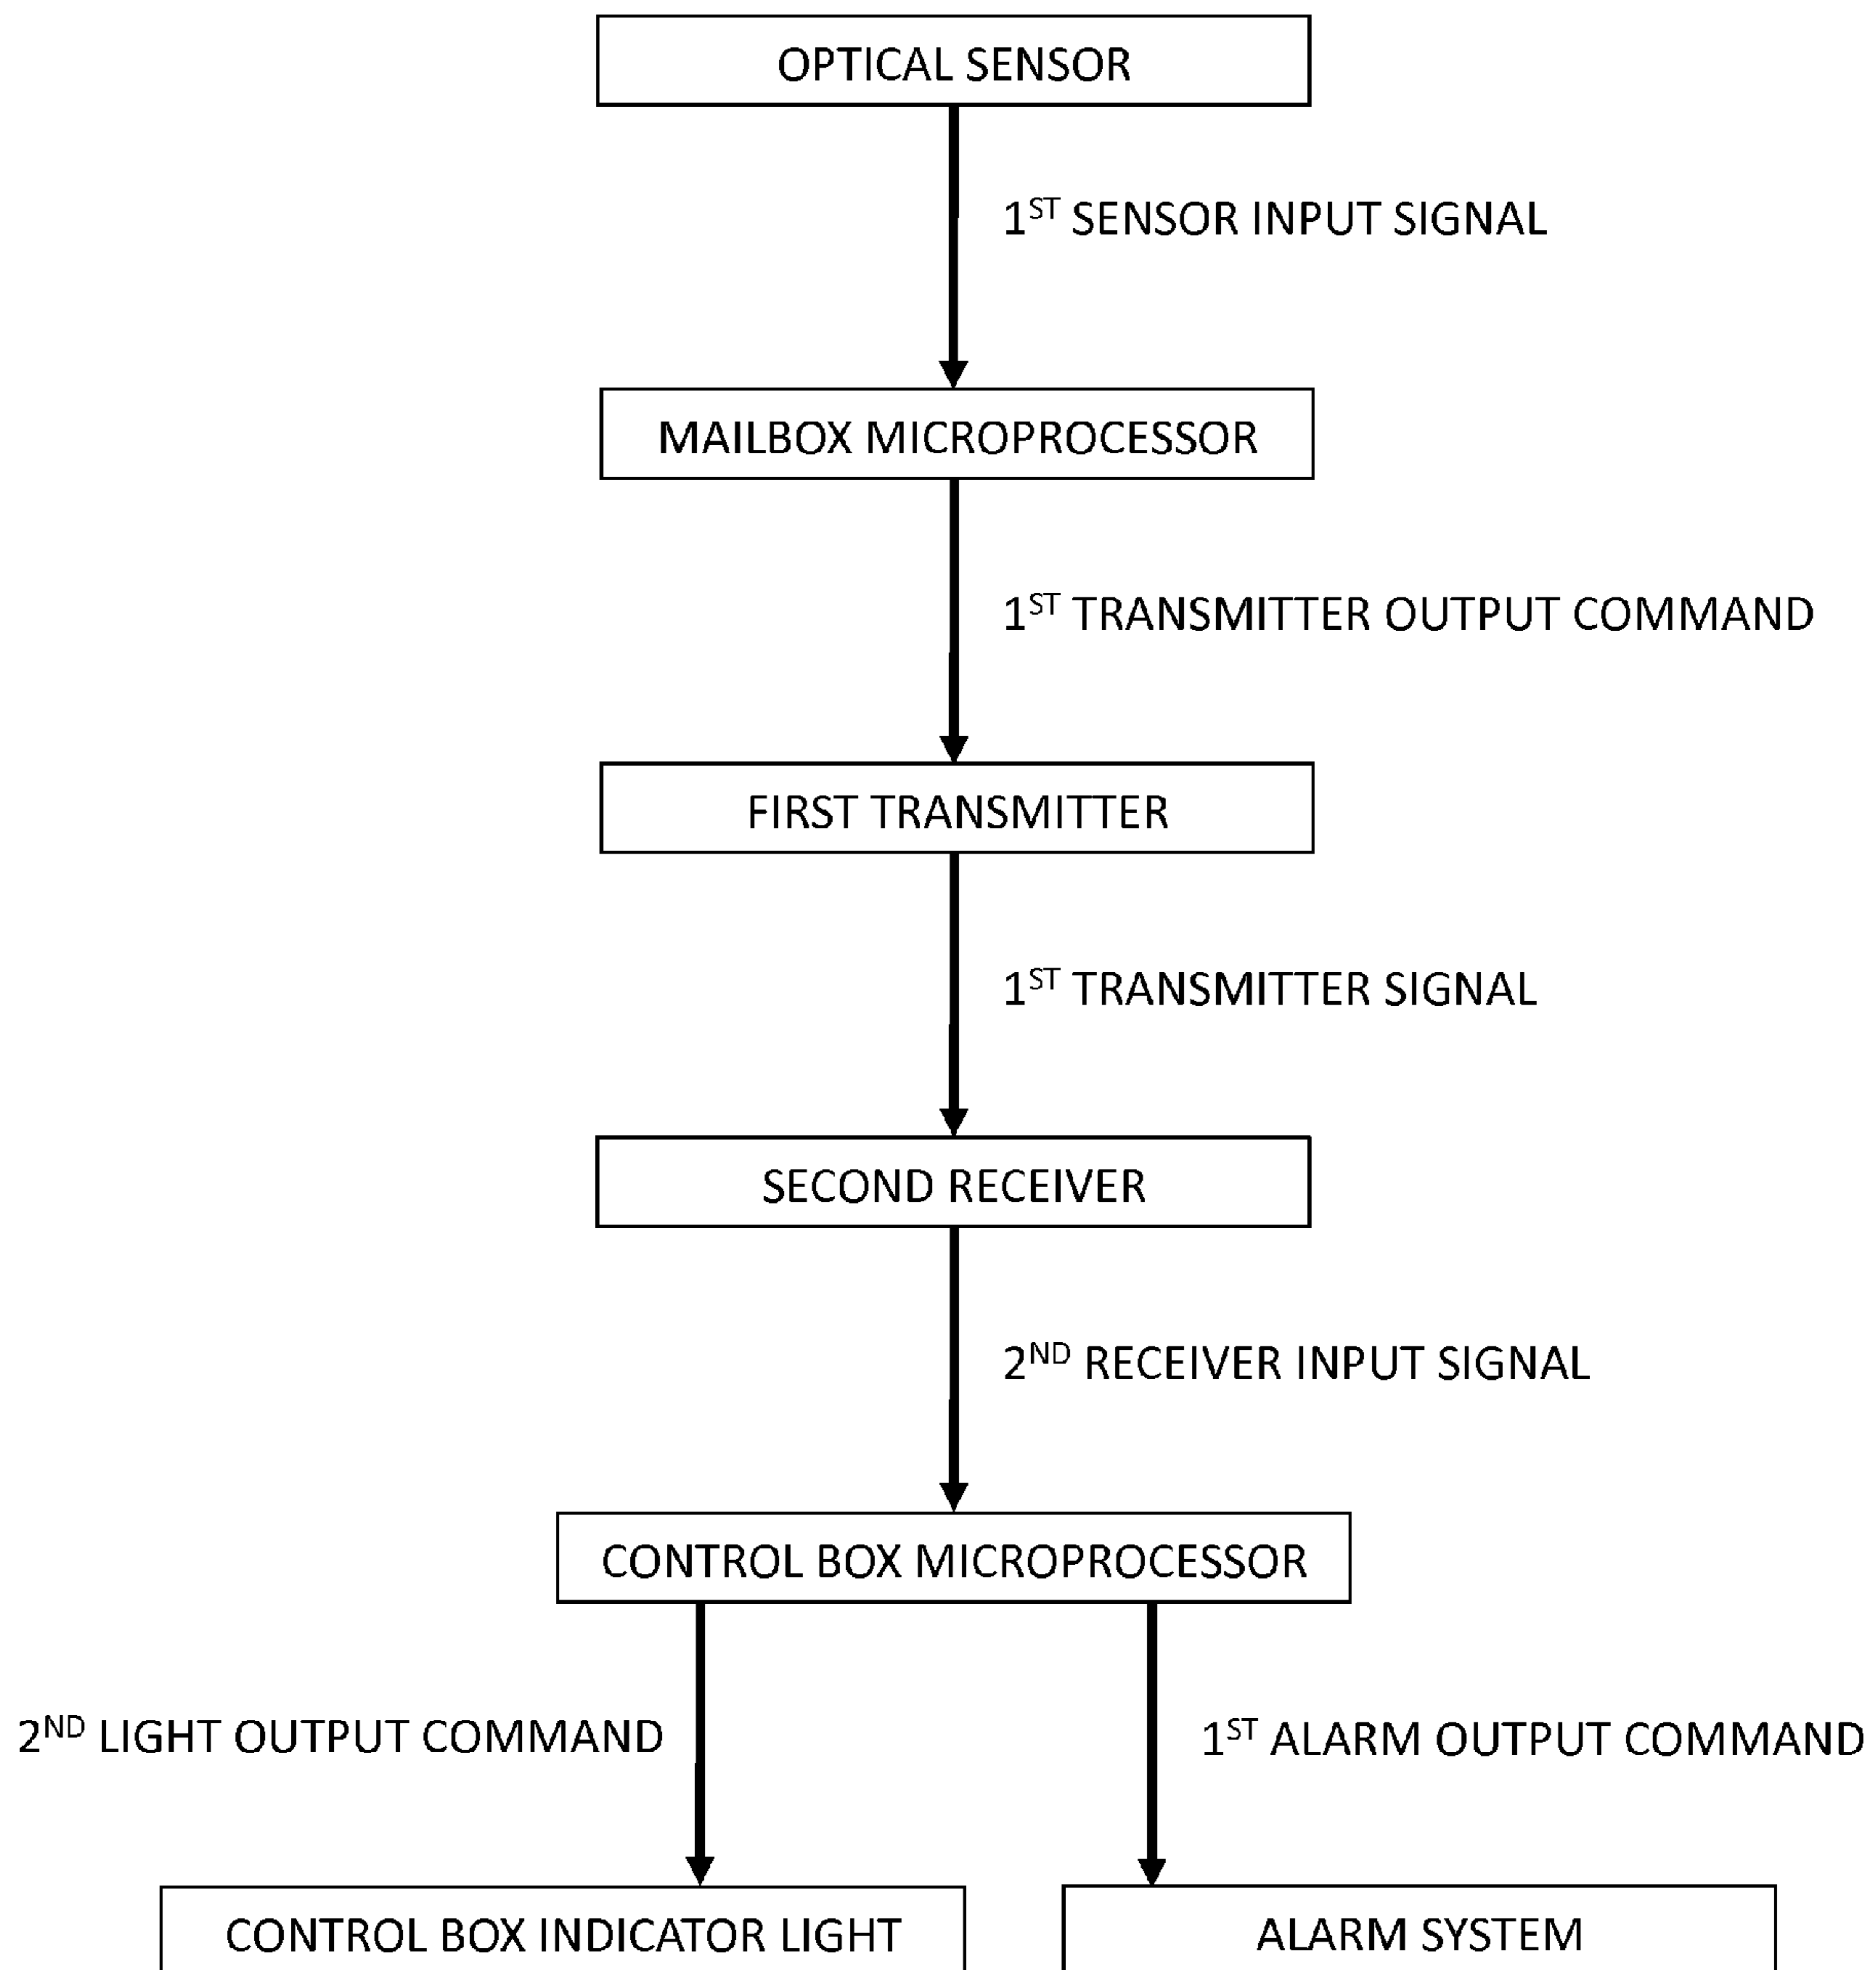 OPTICAL SENSOR
1ST SENSOR INPUT SIGNAL
MAILBOX MICROPROCESSOR
1ST TRANSMITTER OUTPUT COMMAND
FIRST TRANSMITTER
1ST TRANSMITTER SIGNAL
SECOND RECEIVER
2ND RECEIVER INPUT SIGNAL
CONTROL BOX MICROPROCESSOR
2ND LIGHT OUTPUT COMMAND
1ST ALARM OUTPUT COMMAND
CONTROL BOX INDICATOR LIGHT
ALARM SYSTEM